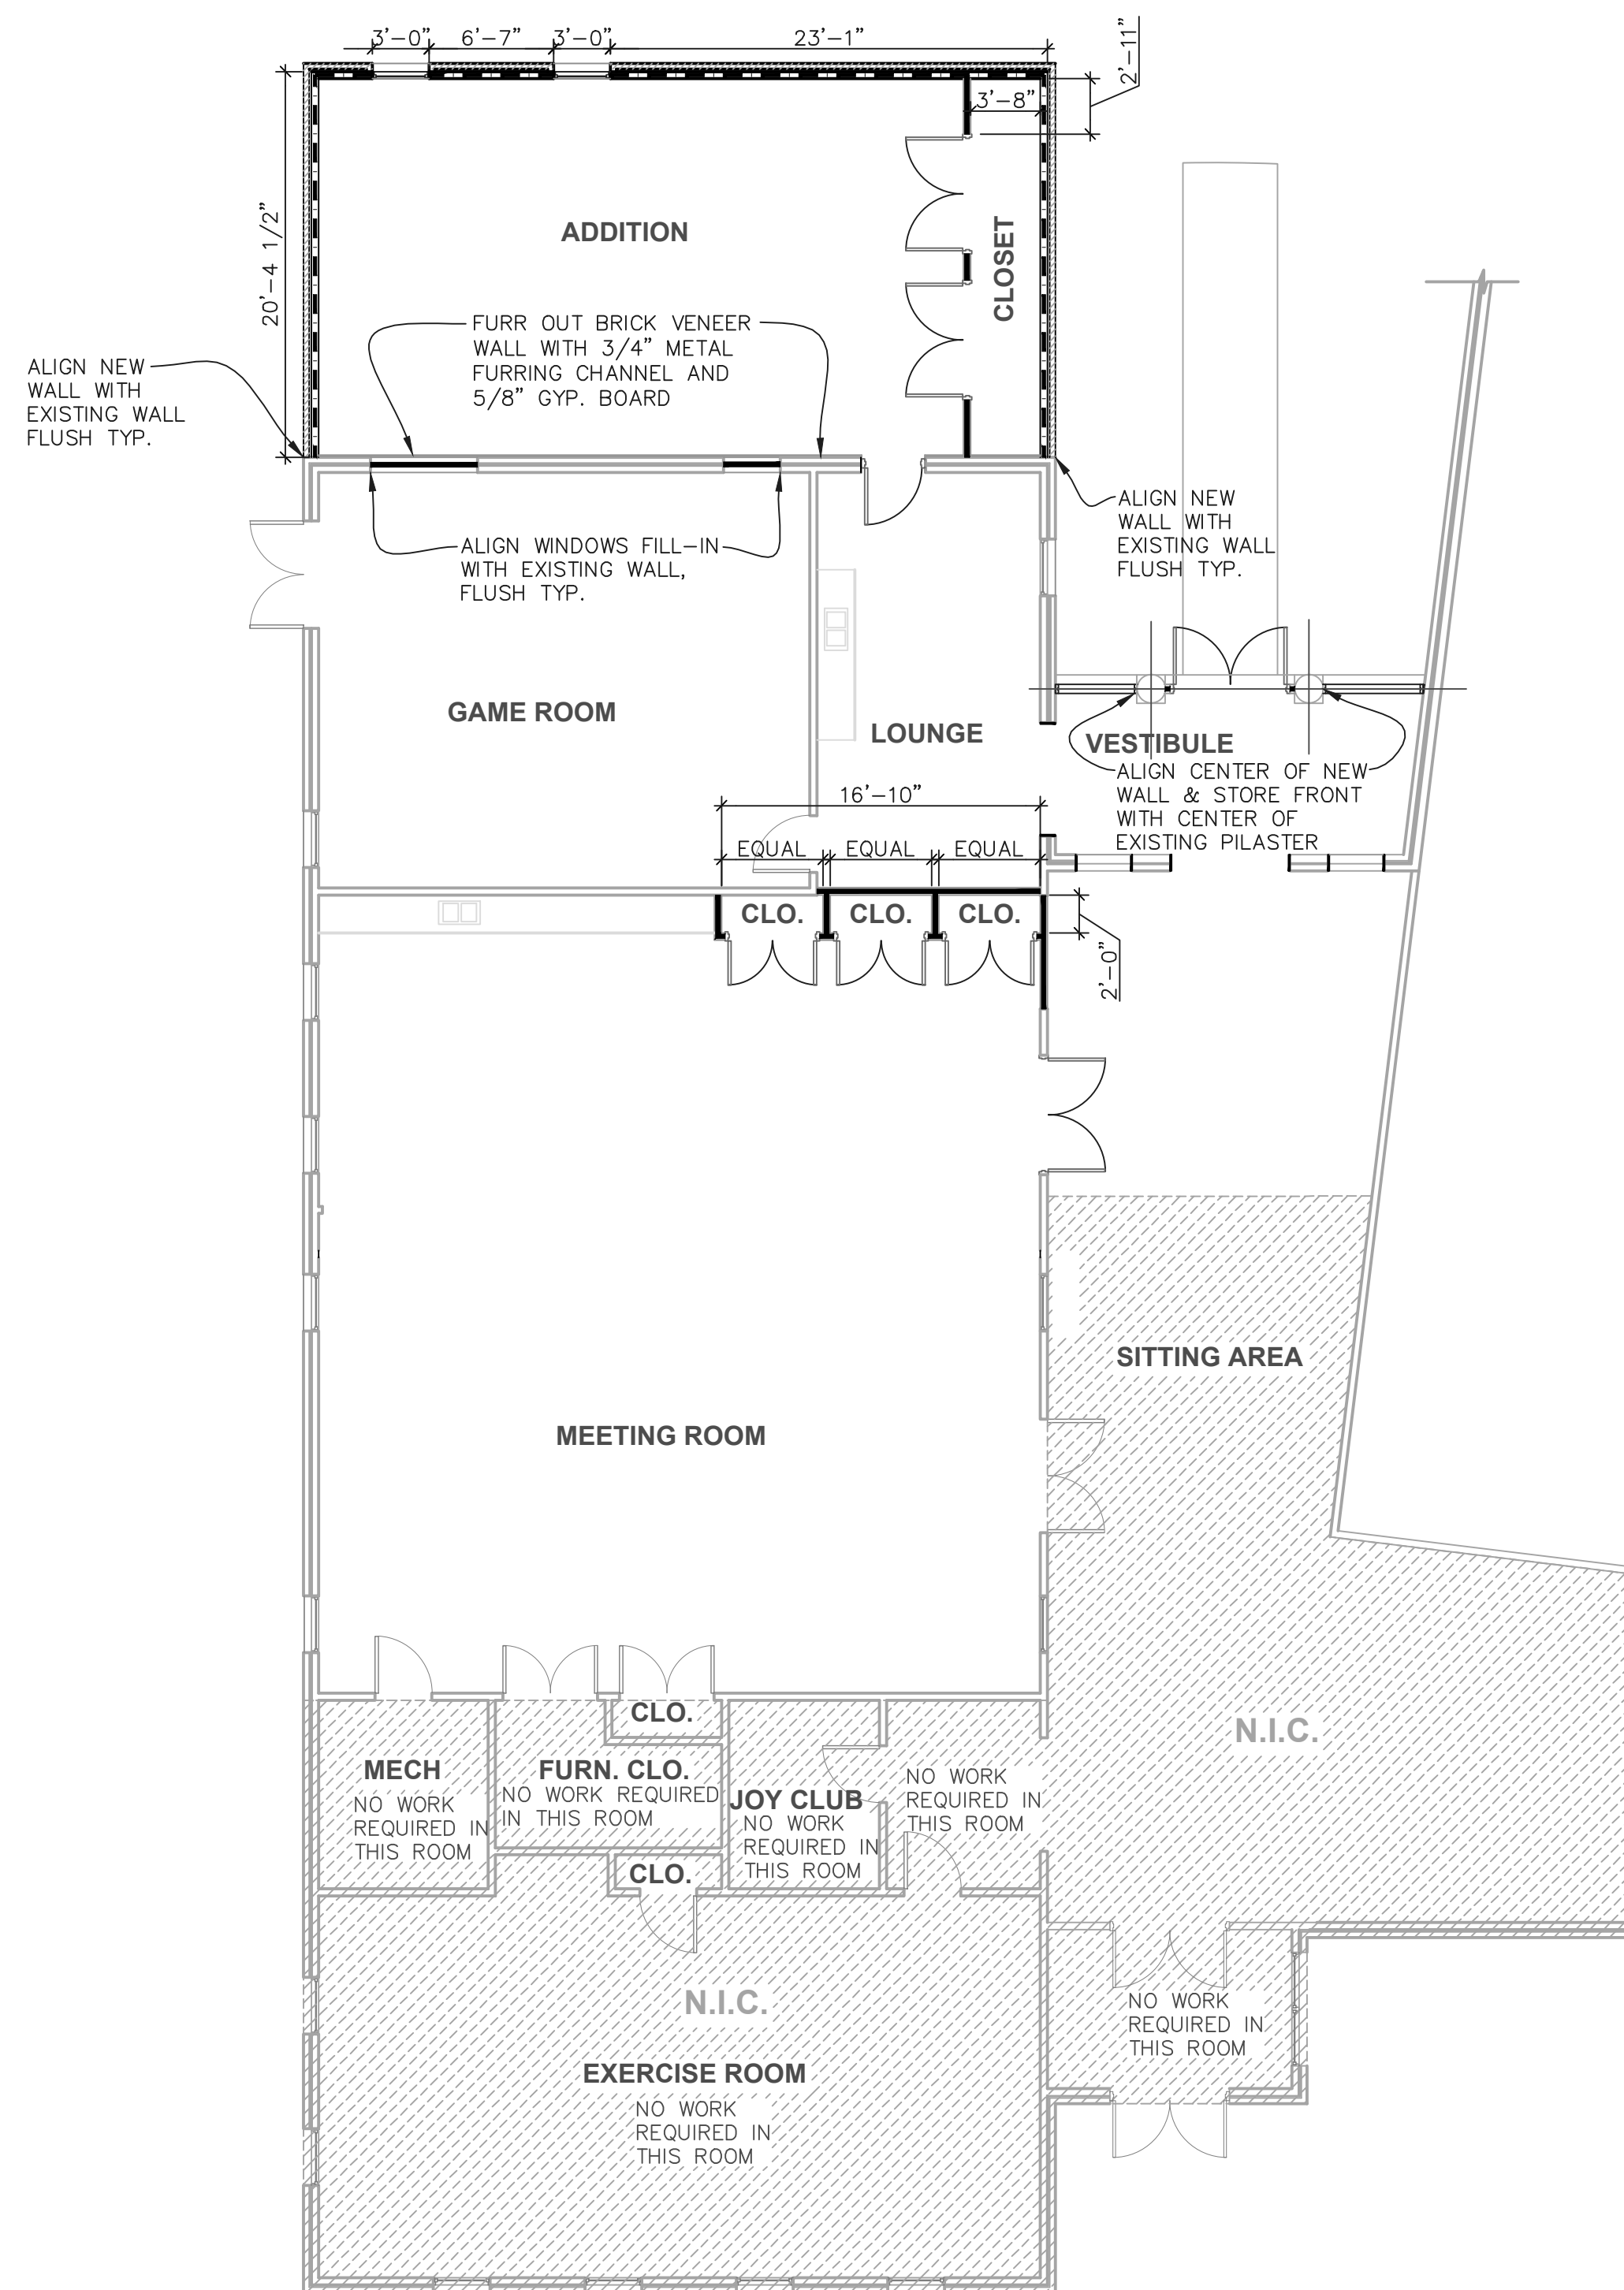 3'-0"
6'-7"
3'-0"
23'-1"
2'-11"
3'-8"
20'-4 1/2"
ADDITION
CLOSET
FURR OUT BRICK VENEER
WALL WITH 3/4" METAL
FURRING CHANNEL AND
5/8" GYP. BOARD
ALIGN NEW
WALL WITH
EXISTING WALL
FLUSH TYP.
ALIGN NEW
WALL WITH
EXISTING WALL
FLUSH TYP.
ALIGN WINDOWS FILL-IN
WITH EXISTING WALL,
FLUSH TYP.
GAME ROOM
LOUNGE
VESTIBULE
ALIGN CENTER OF NEW
WALL & STORE FRONT
WITH CENTER OF
EXISTING PILASTER
16'-10"
EQUAL
EQUAL
EQUAL
CLO.
CLO.
CLO.
2'-0"
SITTING AREA
MEETING ROOM
CLO.
N.I.C.
MECH
NO WORK
REQUIRED IN
THIS ROOM
FURN. CLO.
NO WORK REQUIRED
IN THIS ROOM
JOY CLUB
NO WORK
REQUIRED IN
THIS ROOM
NO WORK
REQUIRED IN
THIS ROOM
CLO.
N.I.C.
EXERCISE ROOM
NO WORK
REQUIRED IN
THIS ROOM
NO WORK
REQUIRED IN
THIS ROOM